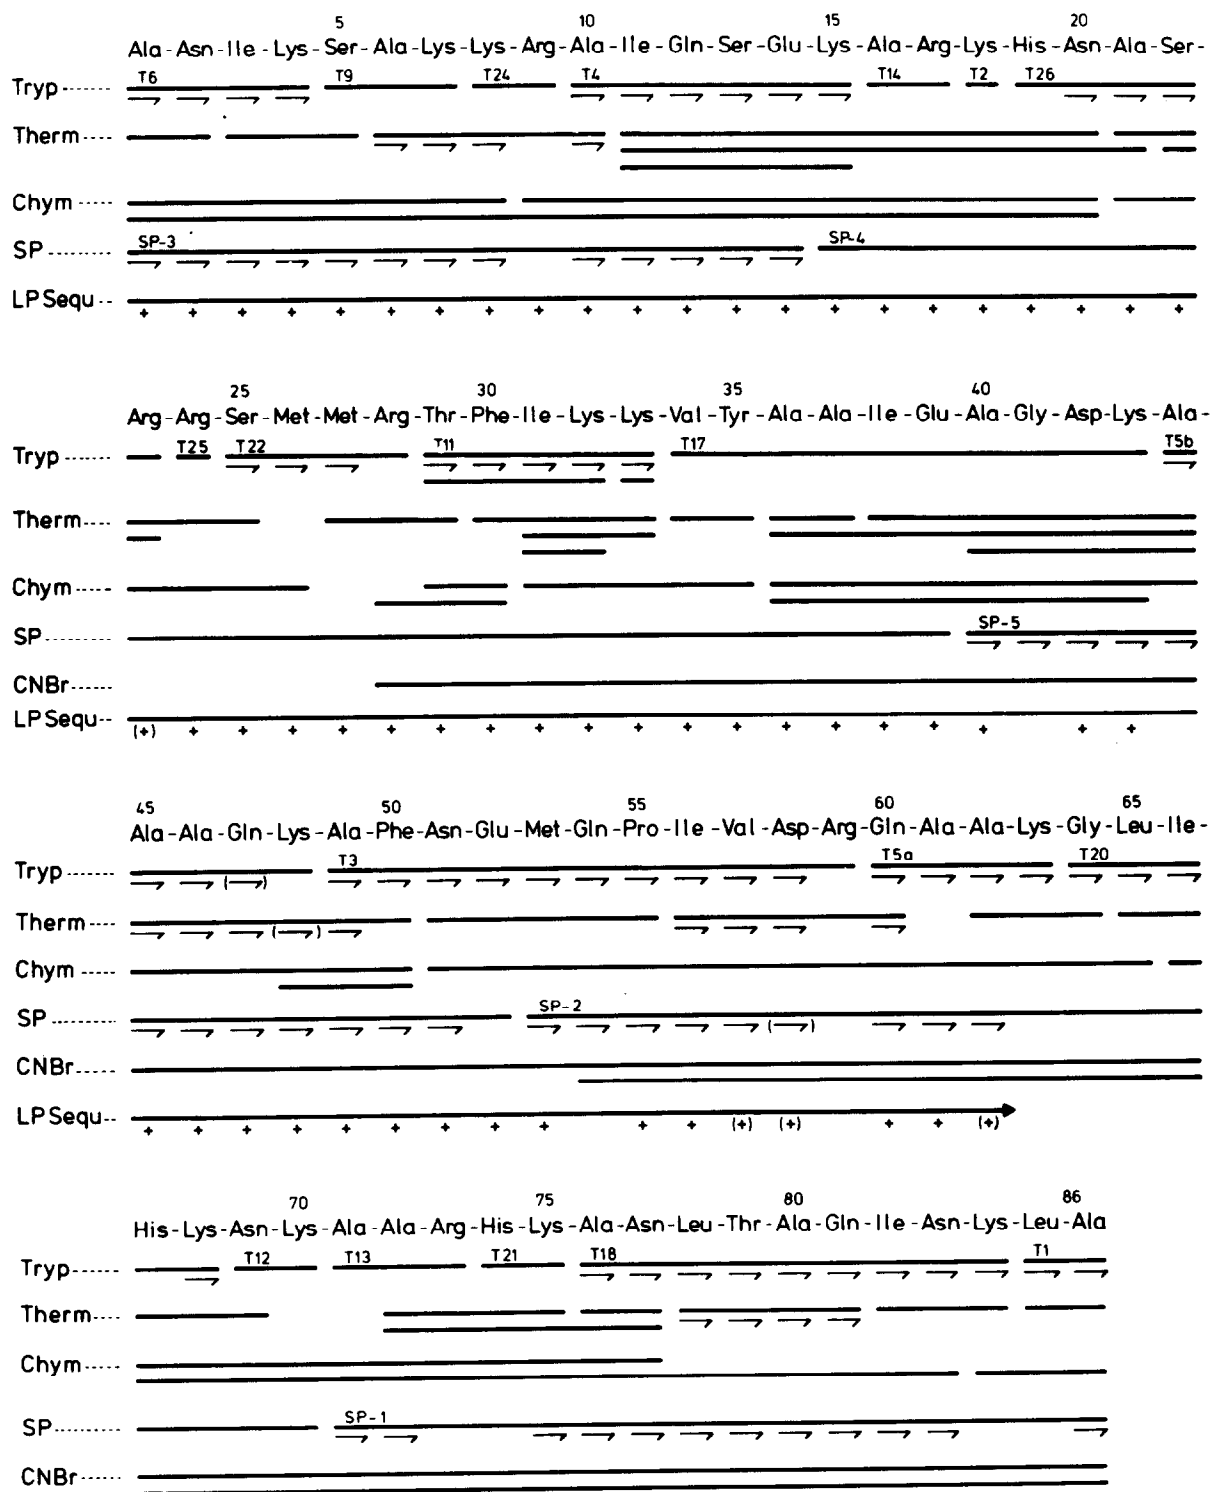 5 10 15 20
Ala-Asn-Ile-Lys-Ser-Ala-Lys-Lys-Arg-Ala-Ile-Gln-Ser-Glu-Lys-Ala-Arg-Lys-His-Asn-Ala-Ser-
T6 T9 T24 T4 T14 T2 T26
Tryp -----
Therm ----
Chym -----
SP-3 SP-4
SP -------
LP Sequ --
+ + + + + + + + + + + + + + + + + + + + + +
25 30 35 40
Arg-Arg-Ser-Met-Met-Arg-Thr-Phe-Ile-Lys-Lys-Val-Tyr-Ala-Ala-Ile-Glu-Ala-Gly-Asp-Lys-Ala-
T25 T22 T11 T17 T5b
Tryp -----
Therm ----
Chym -----
SP-5
SP -------
CNBr ------
LP Sequ --
(+) + + + + + + + + + + + + + + + + + + + +
45 50 55 60 65
Ala-Ala-Gln-Lys-Ala-Phe-Asn-Glu-Met-Gln-Pro-Ile-Val-Asp-Arg-Gln-Ala-Ala-Lys-Gly-Leu-Ile-
T3 T5a T20
Tryp -----
( )
Therm ----
( )
Chym -----
SP-2
SP -------
( )
CNBr -----
LP Sequ --
+ + + + + + + + + + + (+) (+) + + (+)
70 75 80 86
His-Lys-Asn-Lys-Ala-Ala-Arg-His-Lys-Ala-Asn-Leu-Thr-Ala-Gln-Ile-Asn-Lys-Leu-Ala
T12 T13 T21 T18 T1
Tryp -----
Therm ----
Chym -----
SP-1
SP --------
CNBr -----